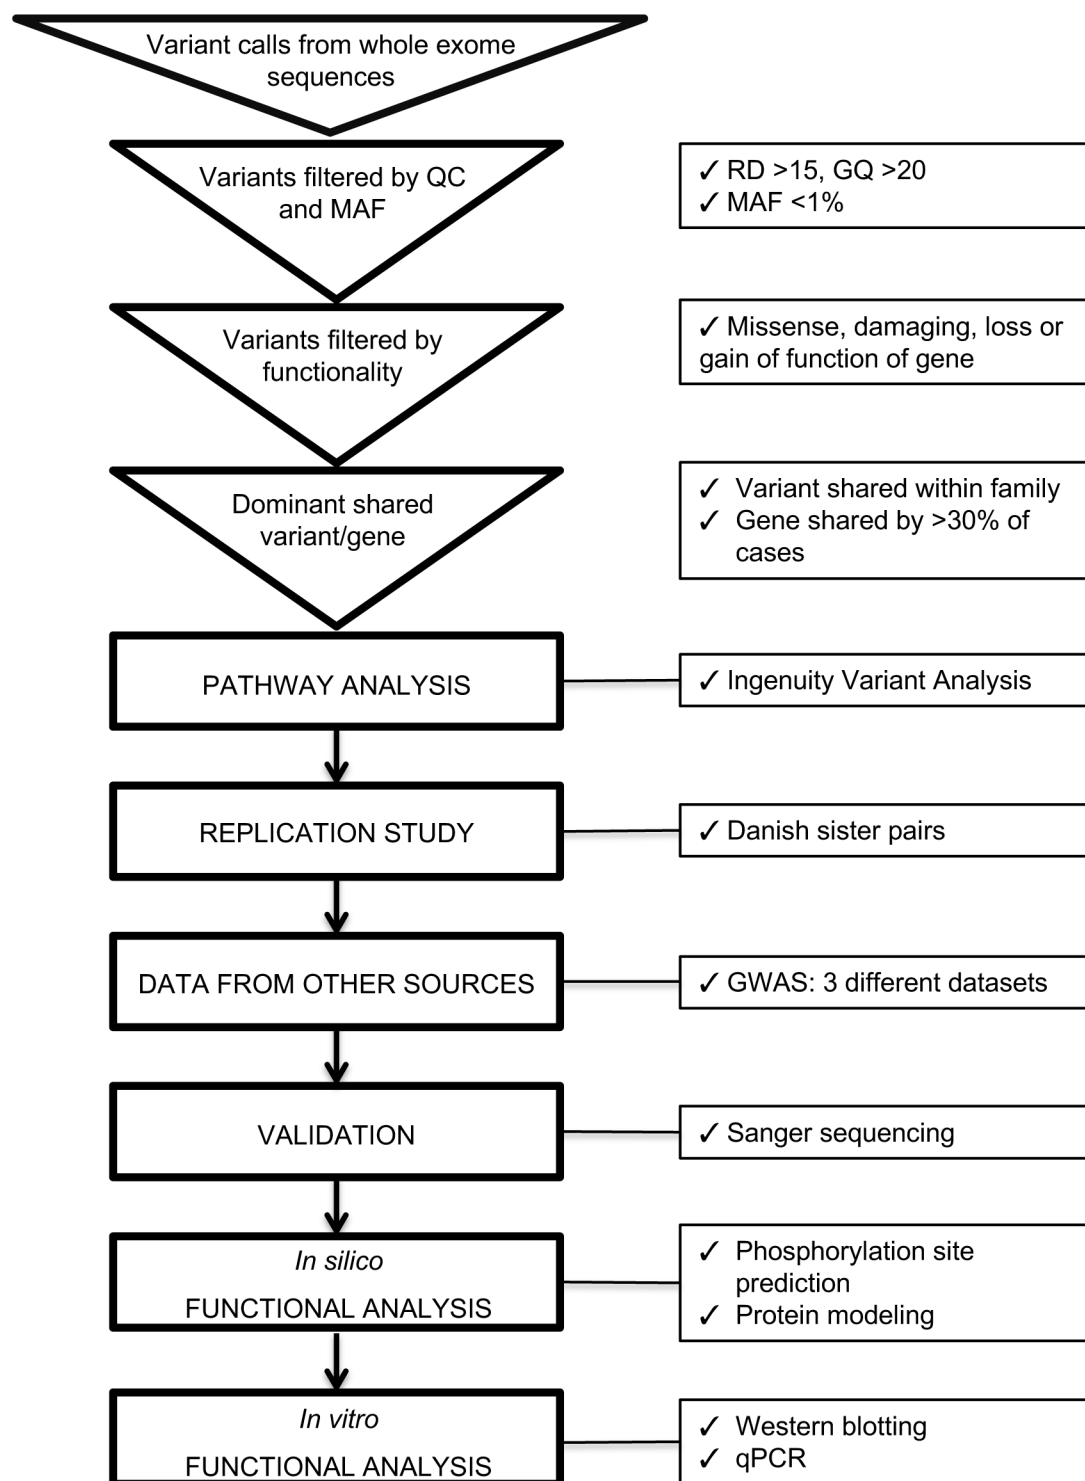 Variant calls from whole exome
sequences
Variants filtered by QC
and MAF
✓ RD >15, GQ >20
✓ MAF <1%
Variants filtered by
functionality
✓ Missense, damaging, loss or
gain of function of gene
Dominant shared
variant/gene
✓ Variant shared within family
✓ Gene shared by >30% of
cases
PATHWAY ANALYSIS
✓ Ingenuity Variant Analysis
REPLICATION STUDY
✓ Danish sister pairs
DATA FROM OTHER SOURCES
✓ GWAS: 3 different datasets
VALIDATION
✓ Sanger sequencing
In silico
FUNCTIONAL ANALYSIS
✓ Phosphorylation site
prediction
✓ Protein modeling
In vitro
FUNCTIONAL ANALYSIS
✓ Western blotting
✓ qPCR